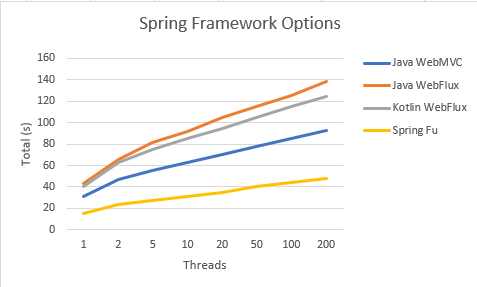 Spring Framework Options
160
140
120
100
80
60
40
20
0
Total (s)
1 2 5 10 20 50 100 200
Threads
Java WebMVC
Java WebFlux
Kotlin WebFlux
Spring Fu